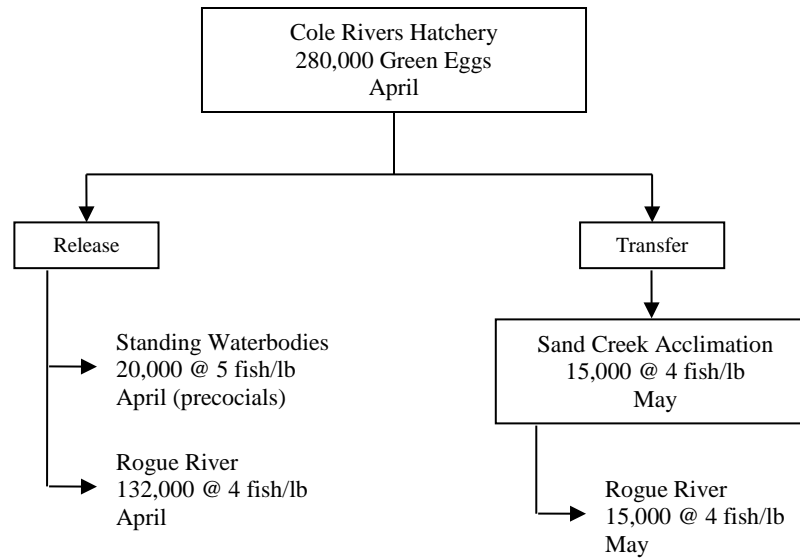 Cole Rivers Hatchery
280,000 Green Eggs
April
Release
Transfer
Standing Waterbodies
20,000 @ 5 fish/lb
April (precocials)
Rogue River
132,000 @ 4 fish/lb
April
Sand Creek Acclimation
15,000 @ 4 fish/lb
May
Rogue River
15,000 @ 4 fish/lb
May